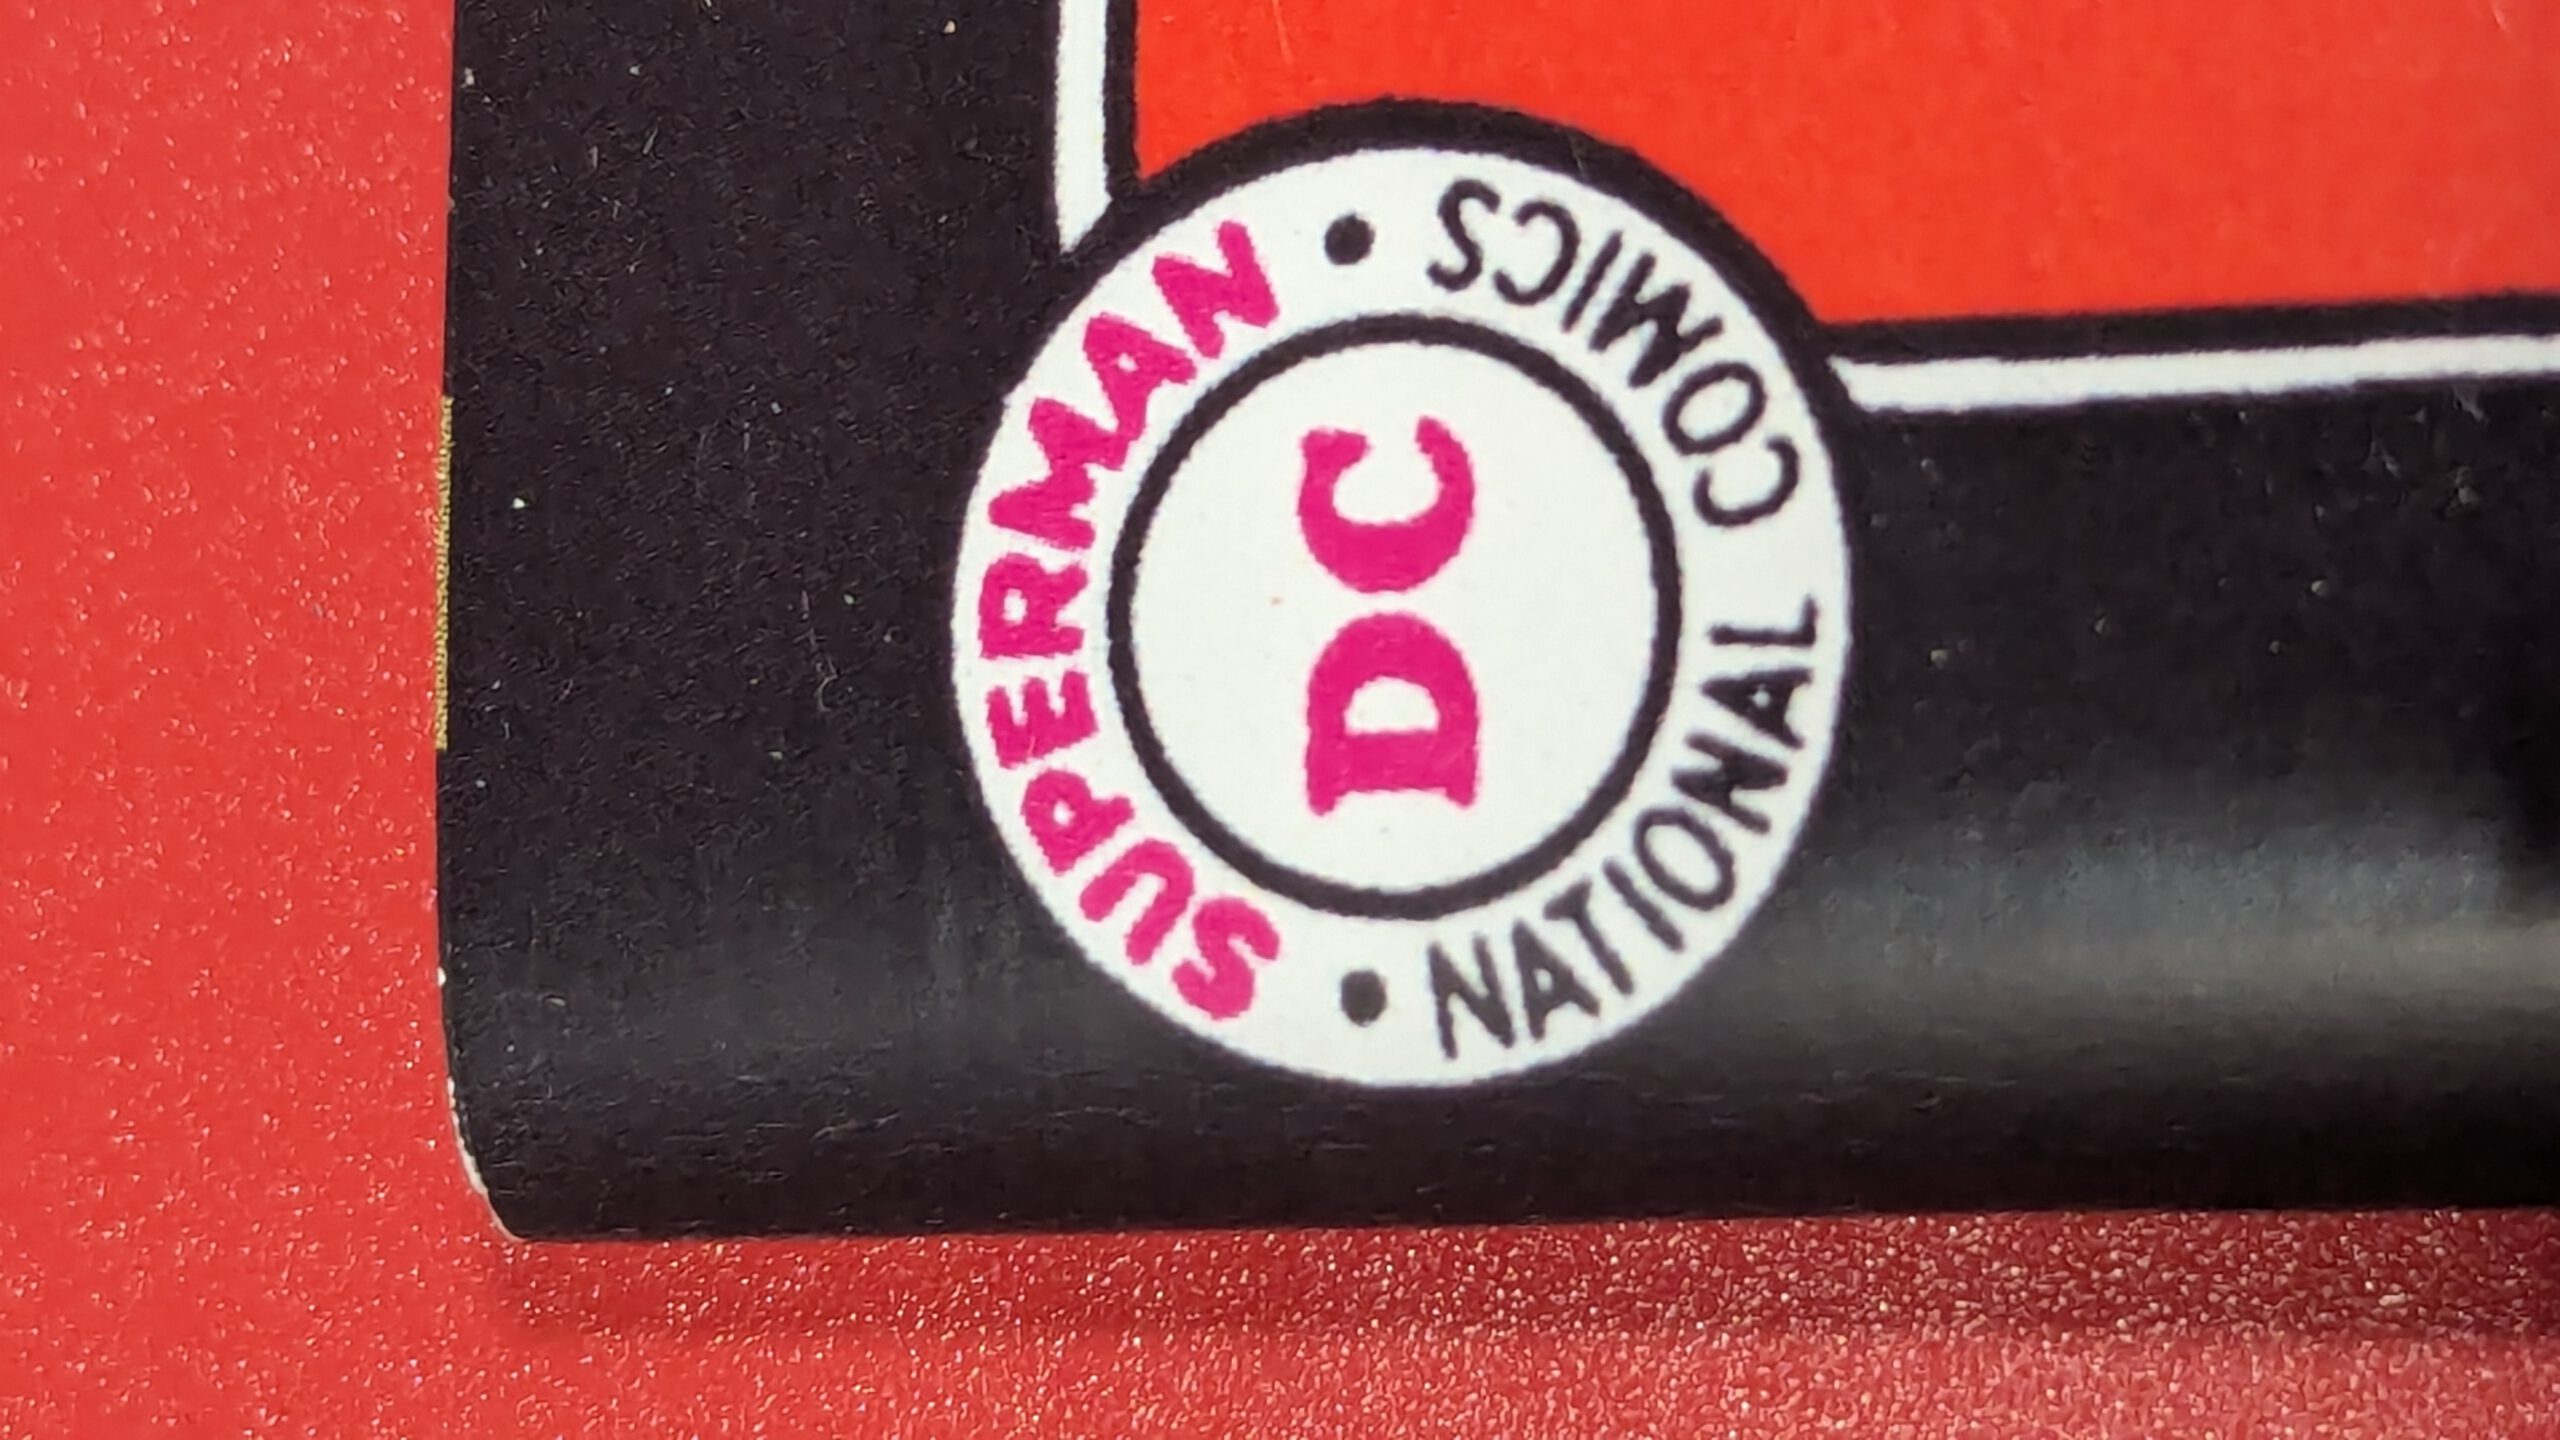 SUPERMAN
DC
• NATIONAL COMICS •